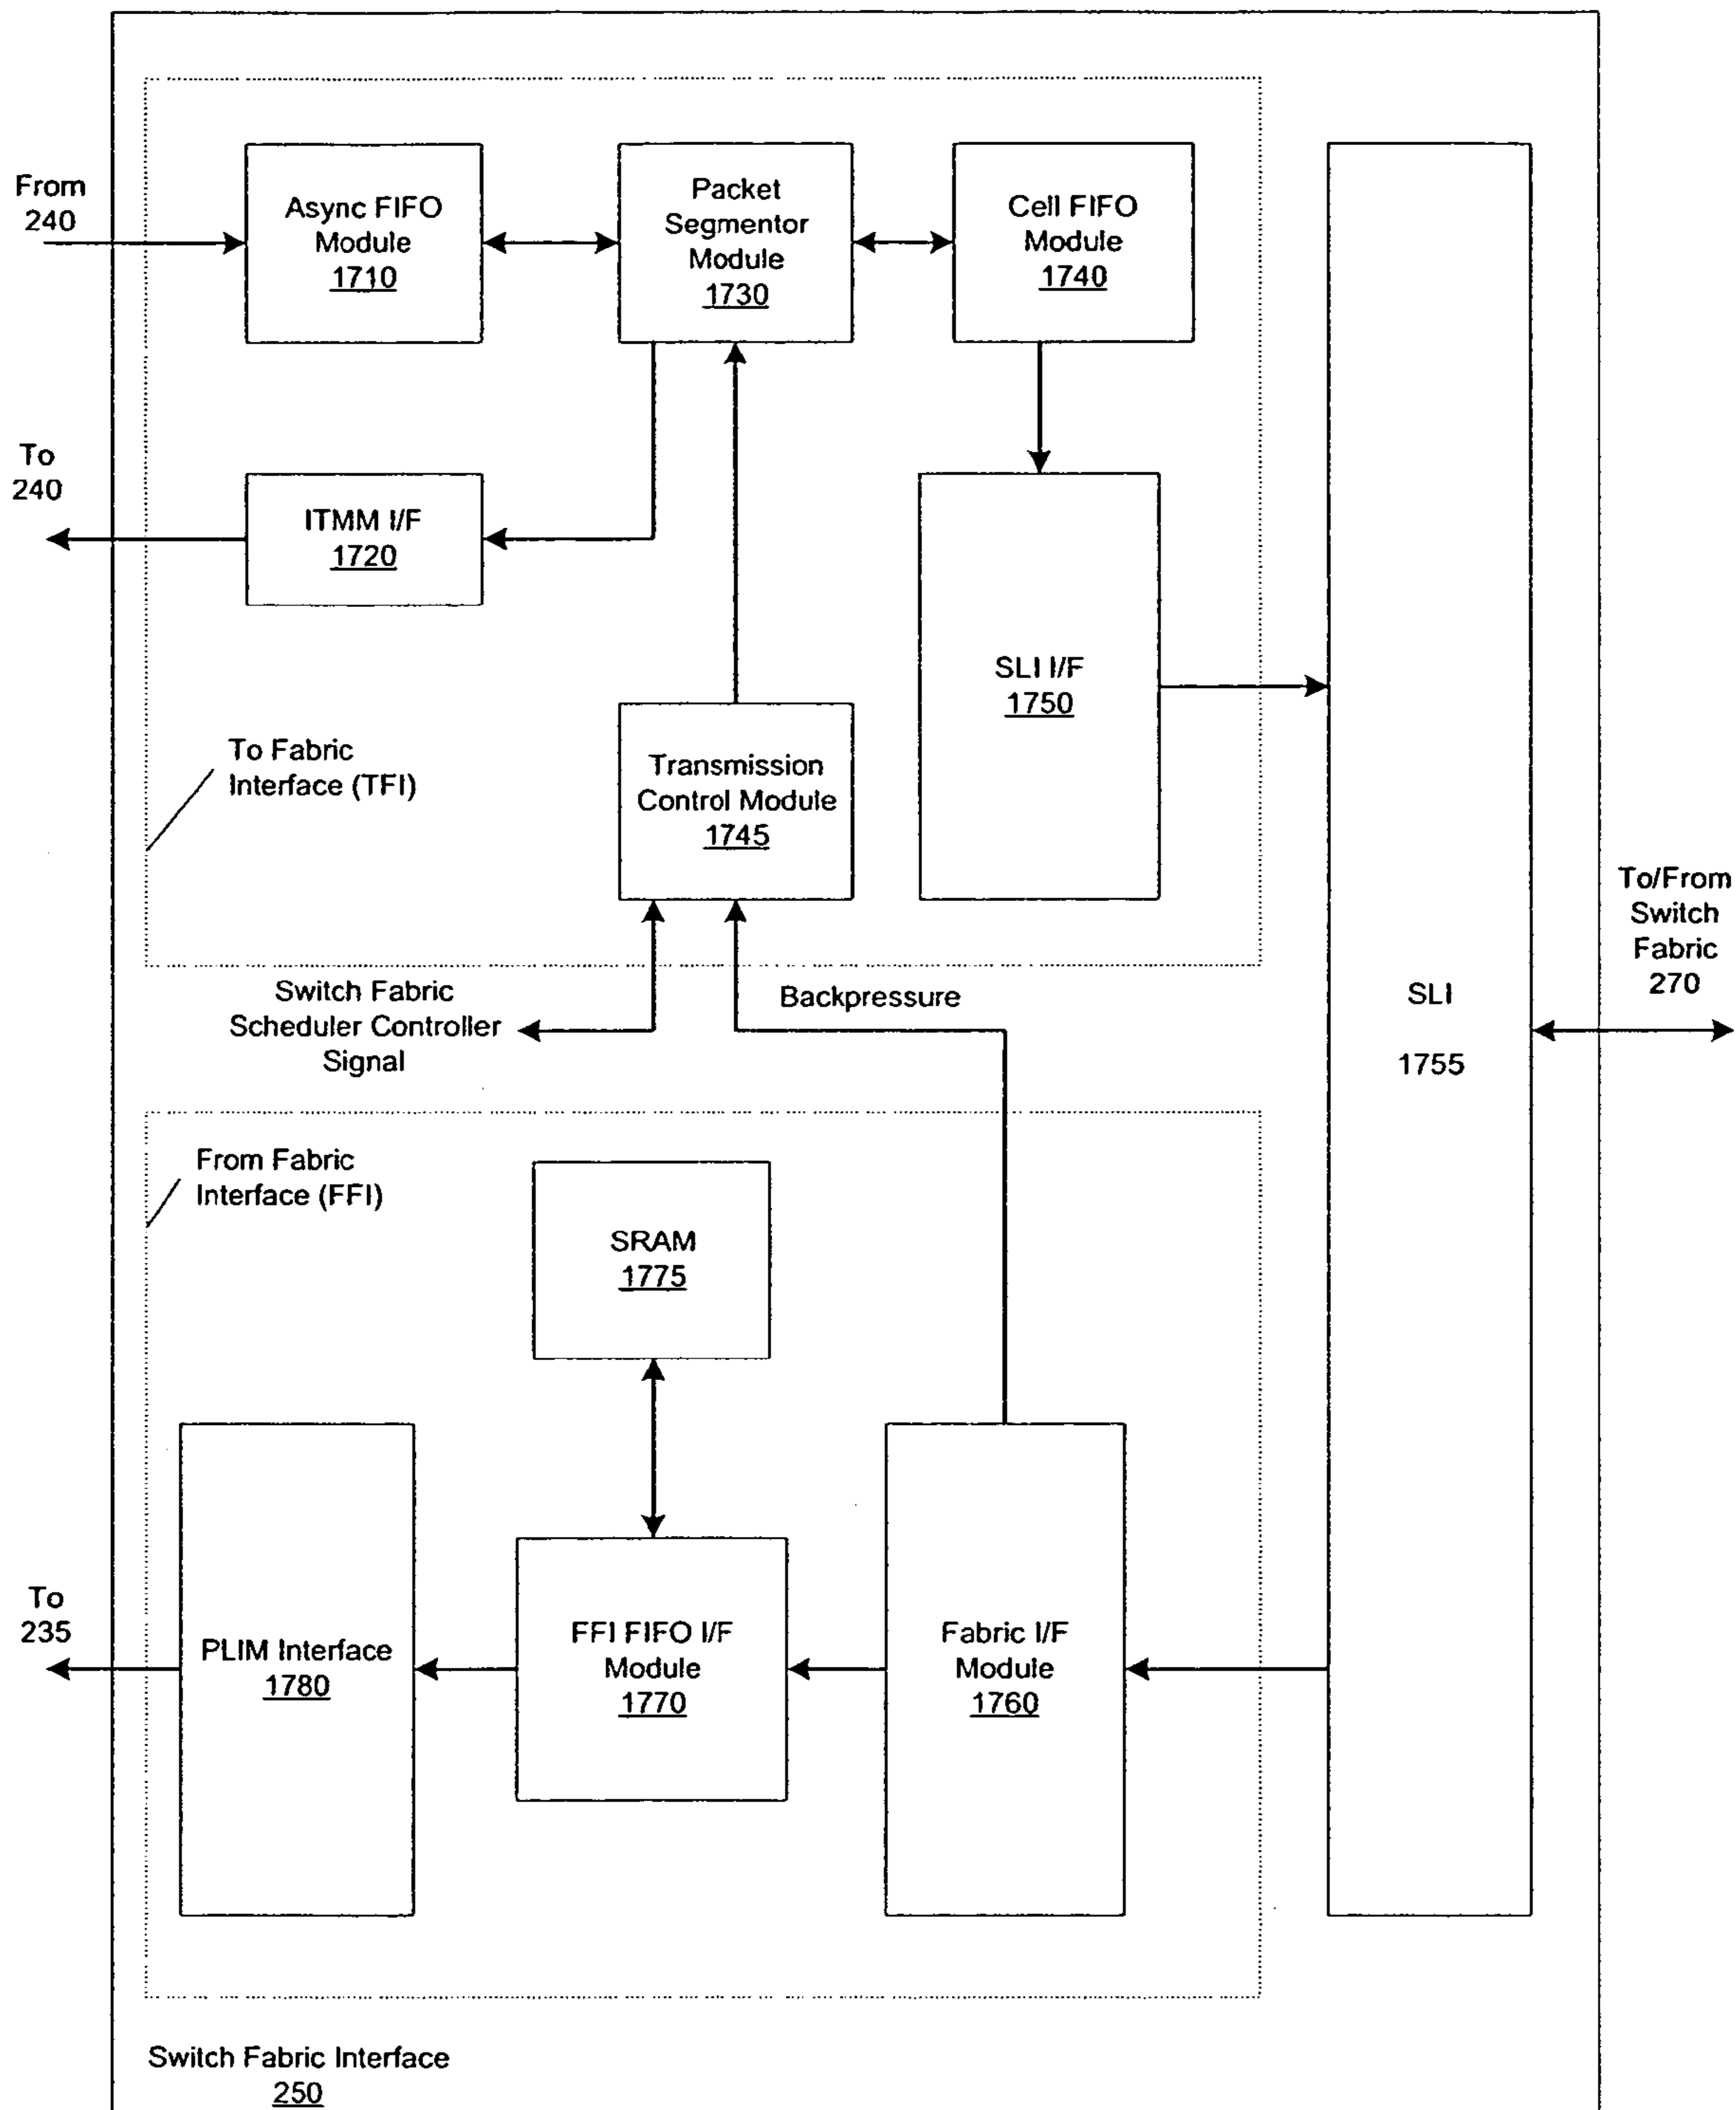 From
240
Async FIFO
Module
1710
Packet
Segmentor
Module
1730
Cell FIFO
Module
1740
To
240
ITMM I/F
1720
SLI I/F
1750
To Fabric
Interface (TFI)
Transmission
Control Module
1745
To/From
Switch
Fabric
270
Switch Fabric
Scheduler Controller
Signal
Backpressure
SLI
1755
From Fabric
Interface (FFI)
SRAM
1775
To
235
PLIM Interface
1780
FFI FIFO I/F
Module
1770
Fabric I/F
Module
1760
Switch Fabric Interface
250